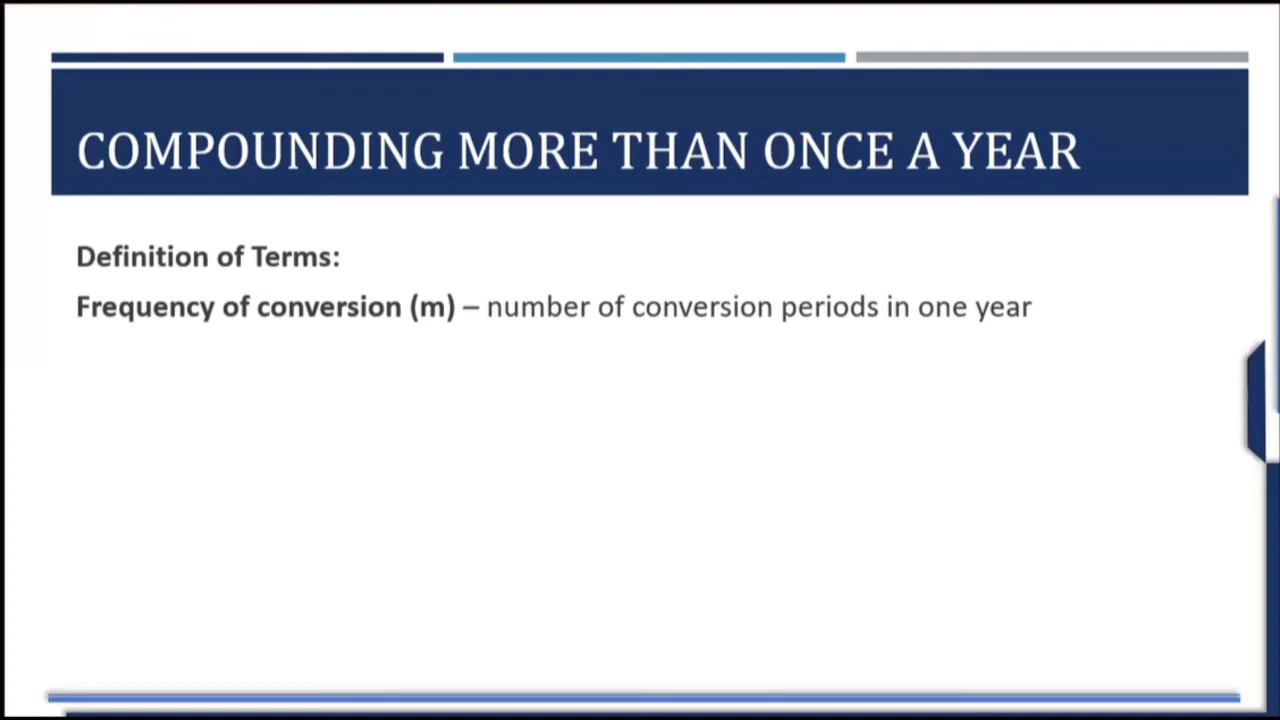 COMPOUNDING MORE THAN ONCE A YEAR
Definition of Terms:
Frequency of conversion (m) – number of conversion periods in one year